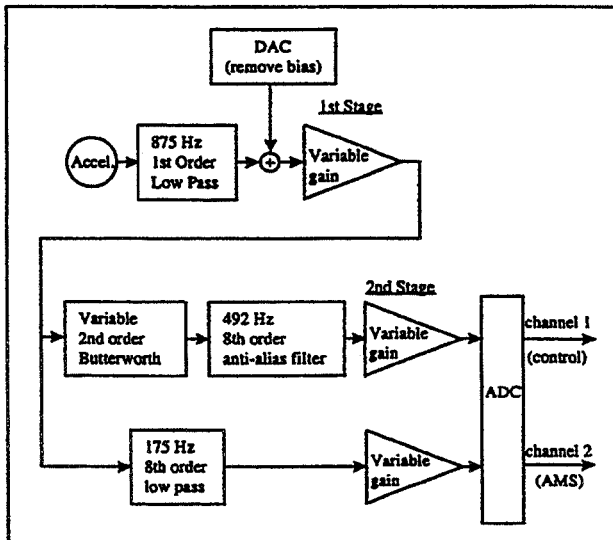 DAC
(remove bias)
1st Stage
Accel.
875 Hz
1st Order
Low Pass
+
Variable
gain
2nd Stage
Variable
2nd order
Butterworth
492 Hz
8th order
anti-alias filter
Variable
gain
ADC
channel 1
(control)
175 Hz
8th order
low pass
Variable
gain
channel 2
(AMS)